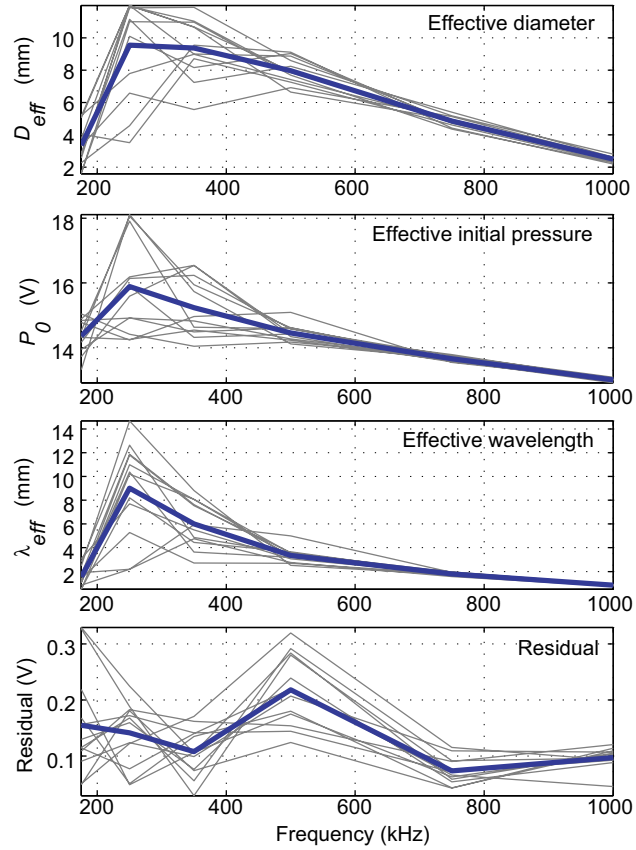 Effective diameter
D_eff (mm)
10
8
6
4
2
200 400 600 800 1000
Effective initial pressure
P_0 (V)
18
16
14
200 400 600 800 1000
Effective wavelength
λ_eff (mm)
14
12
10
8
6
4
2
200 400 600 800 1000
Residual
Residual (V)
0.3
0.2
0.1
200 400 600 800 1000
Frequency (kHz)